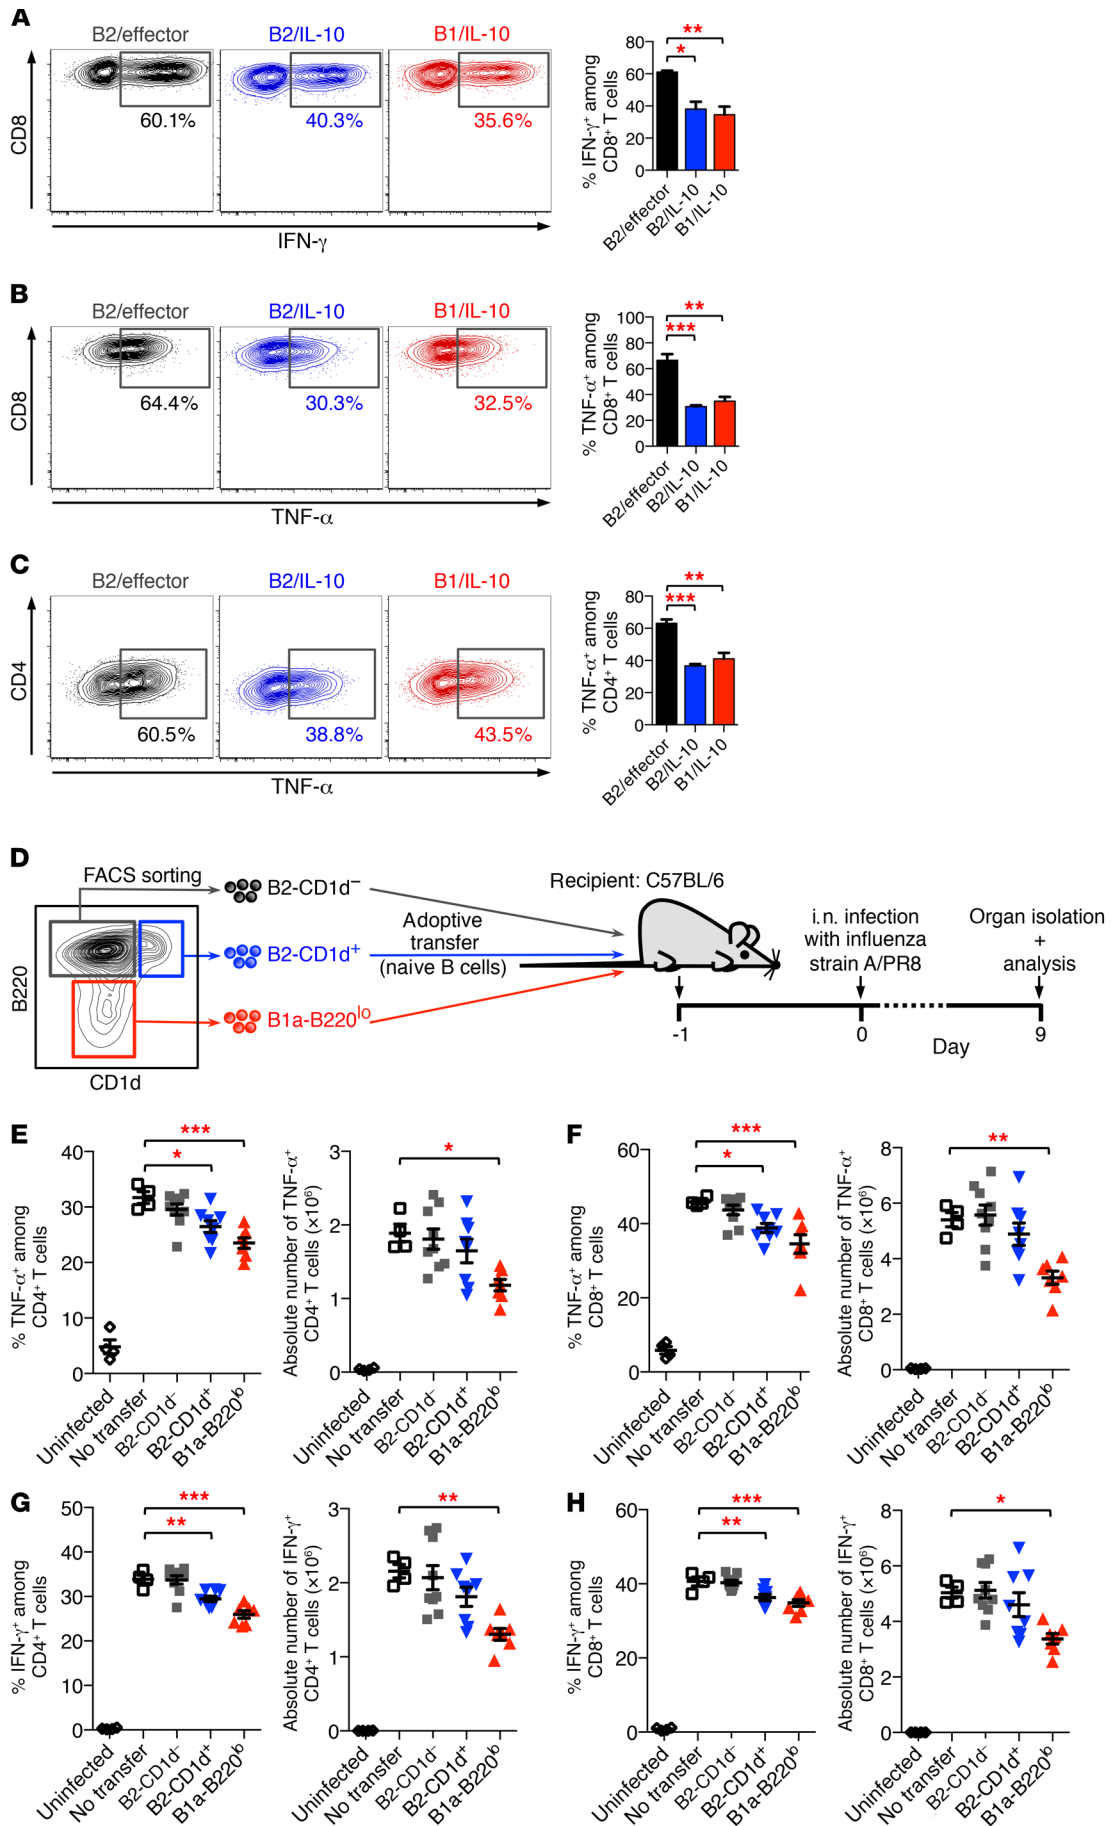 A
B2/effector
B2/IL-10
B1/IL-10
CD8
60.1%
40.3%
35.6%
IFN-γ
% IFN-γ⁺ among
CD8⁺ T cells
80
60
40
20
0
**
*
B2/effector
B2/IL-10
B1/IL-10
B
B2/effector
B2/IL-10
B1/IL-10
CD8
64.4%
30.3%
32.5%
TNF-α
% TNF-α⁺ among
CD8⁺ T cells
100
80
60
40
20
0
**
***
B2/effector
B2/IL-10
B1/IL-10
C
B2/effector
B2/IL-10
B1/IL-10
CD4
60.5%
38.8%
43.5%
TNF-α
% TNF-α⁺ among
CD4⁺ T cells
80
60
40
20
0
**
***
B2/effector
B2/IL-10
B1/IL-10
D
FACS sorting
B2-CD1d⁻
B2-CD1d⁺
B1a-B220ˡᵒ
B220
CD1d
Adoptive
transfer
(naive B cells)
Recipient: C57BL/6
i.n. infection
with influenza
strain A/PR8
Organ isolation
+
analysis
-1
0
9
Day
E
% TNF-α⁺ among
CD4⁺ T cells
40
30
20
10
0
***
*
Uninfected
No transfer
B2-CD1d⁻
B2-CD1d⁺
B1a-B220ˡᵒ
Absolute number of TNF-α⁺
CD4⁺ T cells (×10⁶)
3
2
1
0
*
Uninfected
No transfer
B2-CD1d⁻
B2-CD1d⁺
B1a-B220ˡᵒ
F
% TNF-α⁺ among
CD8⁺ T cells
60
40
20
0
***
*
Uninfected
No transfer
B2-CD1d⁻
B2-CD1d⁺
B1a-B220ˡᵒ
Absolute number of TNF-α⁺
CD8⁺ T cells (×10⁶)
8
6
4
2
0
**
Uninfected
No transfer
B2-CD1d⁻
B2-CD1d⁺
B1a-B220ˡᵒ
G
% IFN-γ⁺ among
CD4⁺ T cells
50
40
30
20
10
0
***
**
Uninfected
No transfer
B2-CD1d⁻
B2-CD1d⁺
B1a-B220ˡᵒ
Absolute number of IFN-γ⁺
CD4⁺ T cells (×10⁶)
3
2
1
0
**
Uninfected
No transfer
B2-CD1d⁻
B2-CD1d⁺
B1a-B220ˡᵒ
H
% IFN-γ⁺ among
CD8⁺ T cells
60
40
20
0
***
**
Uninfected
No transfer
B2-CD1d⁻
B2-CD1d⁺
B1a-B220ˡᵒ
Absolute number of IFN-γ⁺
CD8⁺ T cells (×10⁶)
8
6
4
2
0
*
Uninfected
No transfer
B2-CD1d⁻
B2-CD1d⁺
B1a-B220ˡᵒ